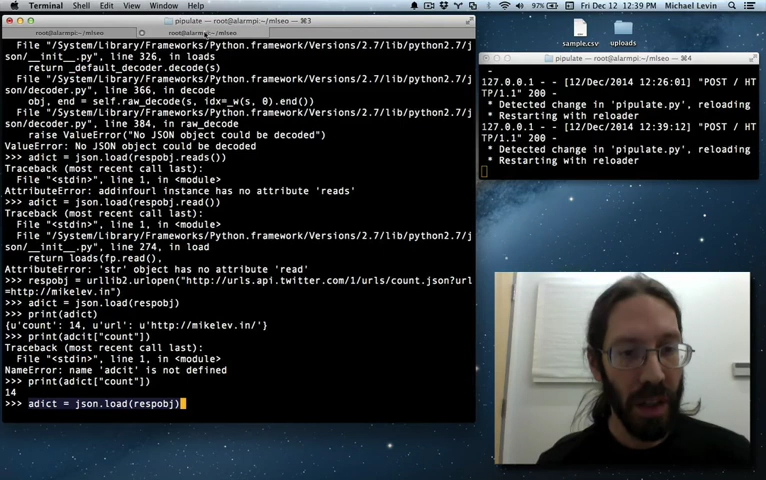 Terminal Shell Edit View Window Help
97% Fri Dec 12 12:39 AM Michael Levin
pipulate — root@alarmpi:~/mlseo — ⌘3
root@alarmpi:~/mlseo root@alarmpi:~/mlseo
File "/System/Library/Frameworks/Python.framework/Versions/2.7/lib/python2.7/j
son/__init__.py", line 326, in loads
return _default_decoder.decode(s)
File "/System/Library/Frameworks/Python.framework/Versions/2.7/lib/python2.7/j
son/decoder.py", line 366, in decode
obj, end = self.raw_decode(s, idx=_w(s, 0).end())
File "/System/Library/Frameworks/Python.framework/Versions/2.7/lib/python2.7/j
son/decoder.py", line 384, in raw_decode
raise ValueError("No JSON object could be decoded")
ValueError: No JSON object could be decoded
>>> adict = json.load(respobj.reads())
Traceback (most recent call last):
File "<stdin>", line 1, in <module>
AttributeError: addinfourl instance has no attribute 'reads'
>>> adict = json.load(respobj.read())
Traceback (most recent call last):
File "<stdin>", line 1, in <module>
File "/System/Library/Frameworks/Python.framework/Versions/2.7/lib/python2.7/j
son/__init__.py", line 274, in load
return loads(fp.read(),
AttributeError: 'str' object has no attribute 'read'
>>> respobj = urllib2.urlopen("http://urls.api.twitter.com/1/urls/count.json?url
=http://mikelev.in")
>>> adict = json.load(respobj)
>>> print(adict)
{u'count': 14, u'url': u'http://mikelev.in/'}
>>> print(adcit["count"])
Traceback (most recent call last):
File "<stdin>", line 1, in <module>
NameError: name 'adcit' is not defined
>>> print(adict["count"])
14
>>> adict = json.load(respobj)
sample.csv uploads
pipulate — root@alarmpi:~/mlseo — ⌘4
-
127.0.0.1 - - [12/Dec/2014 12:26:01] "POST / HT
TP/1.1" 200 -
* Detected change in 'pipulate.py', reloading
* Restarting with reloader
127.0.0.1 - - [12/Dec/2014 12:39:12] "POST / HT
TP/1.1" 200 -
* Detected change in 'pipulate.py', reloading
* Restarting with reloader